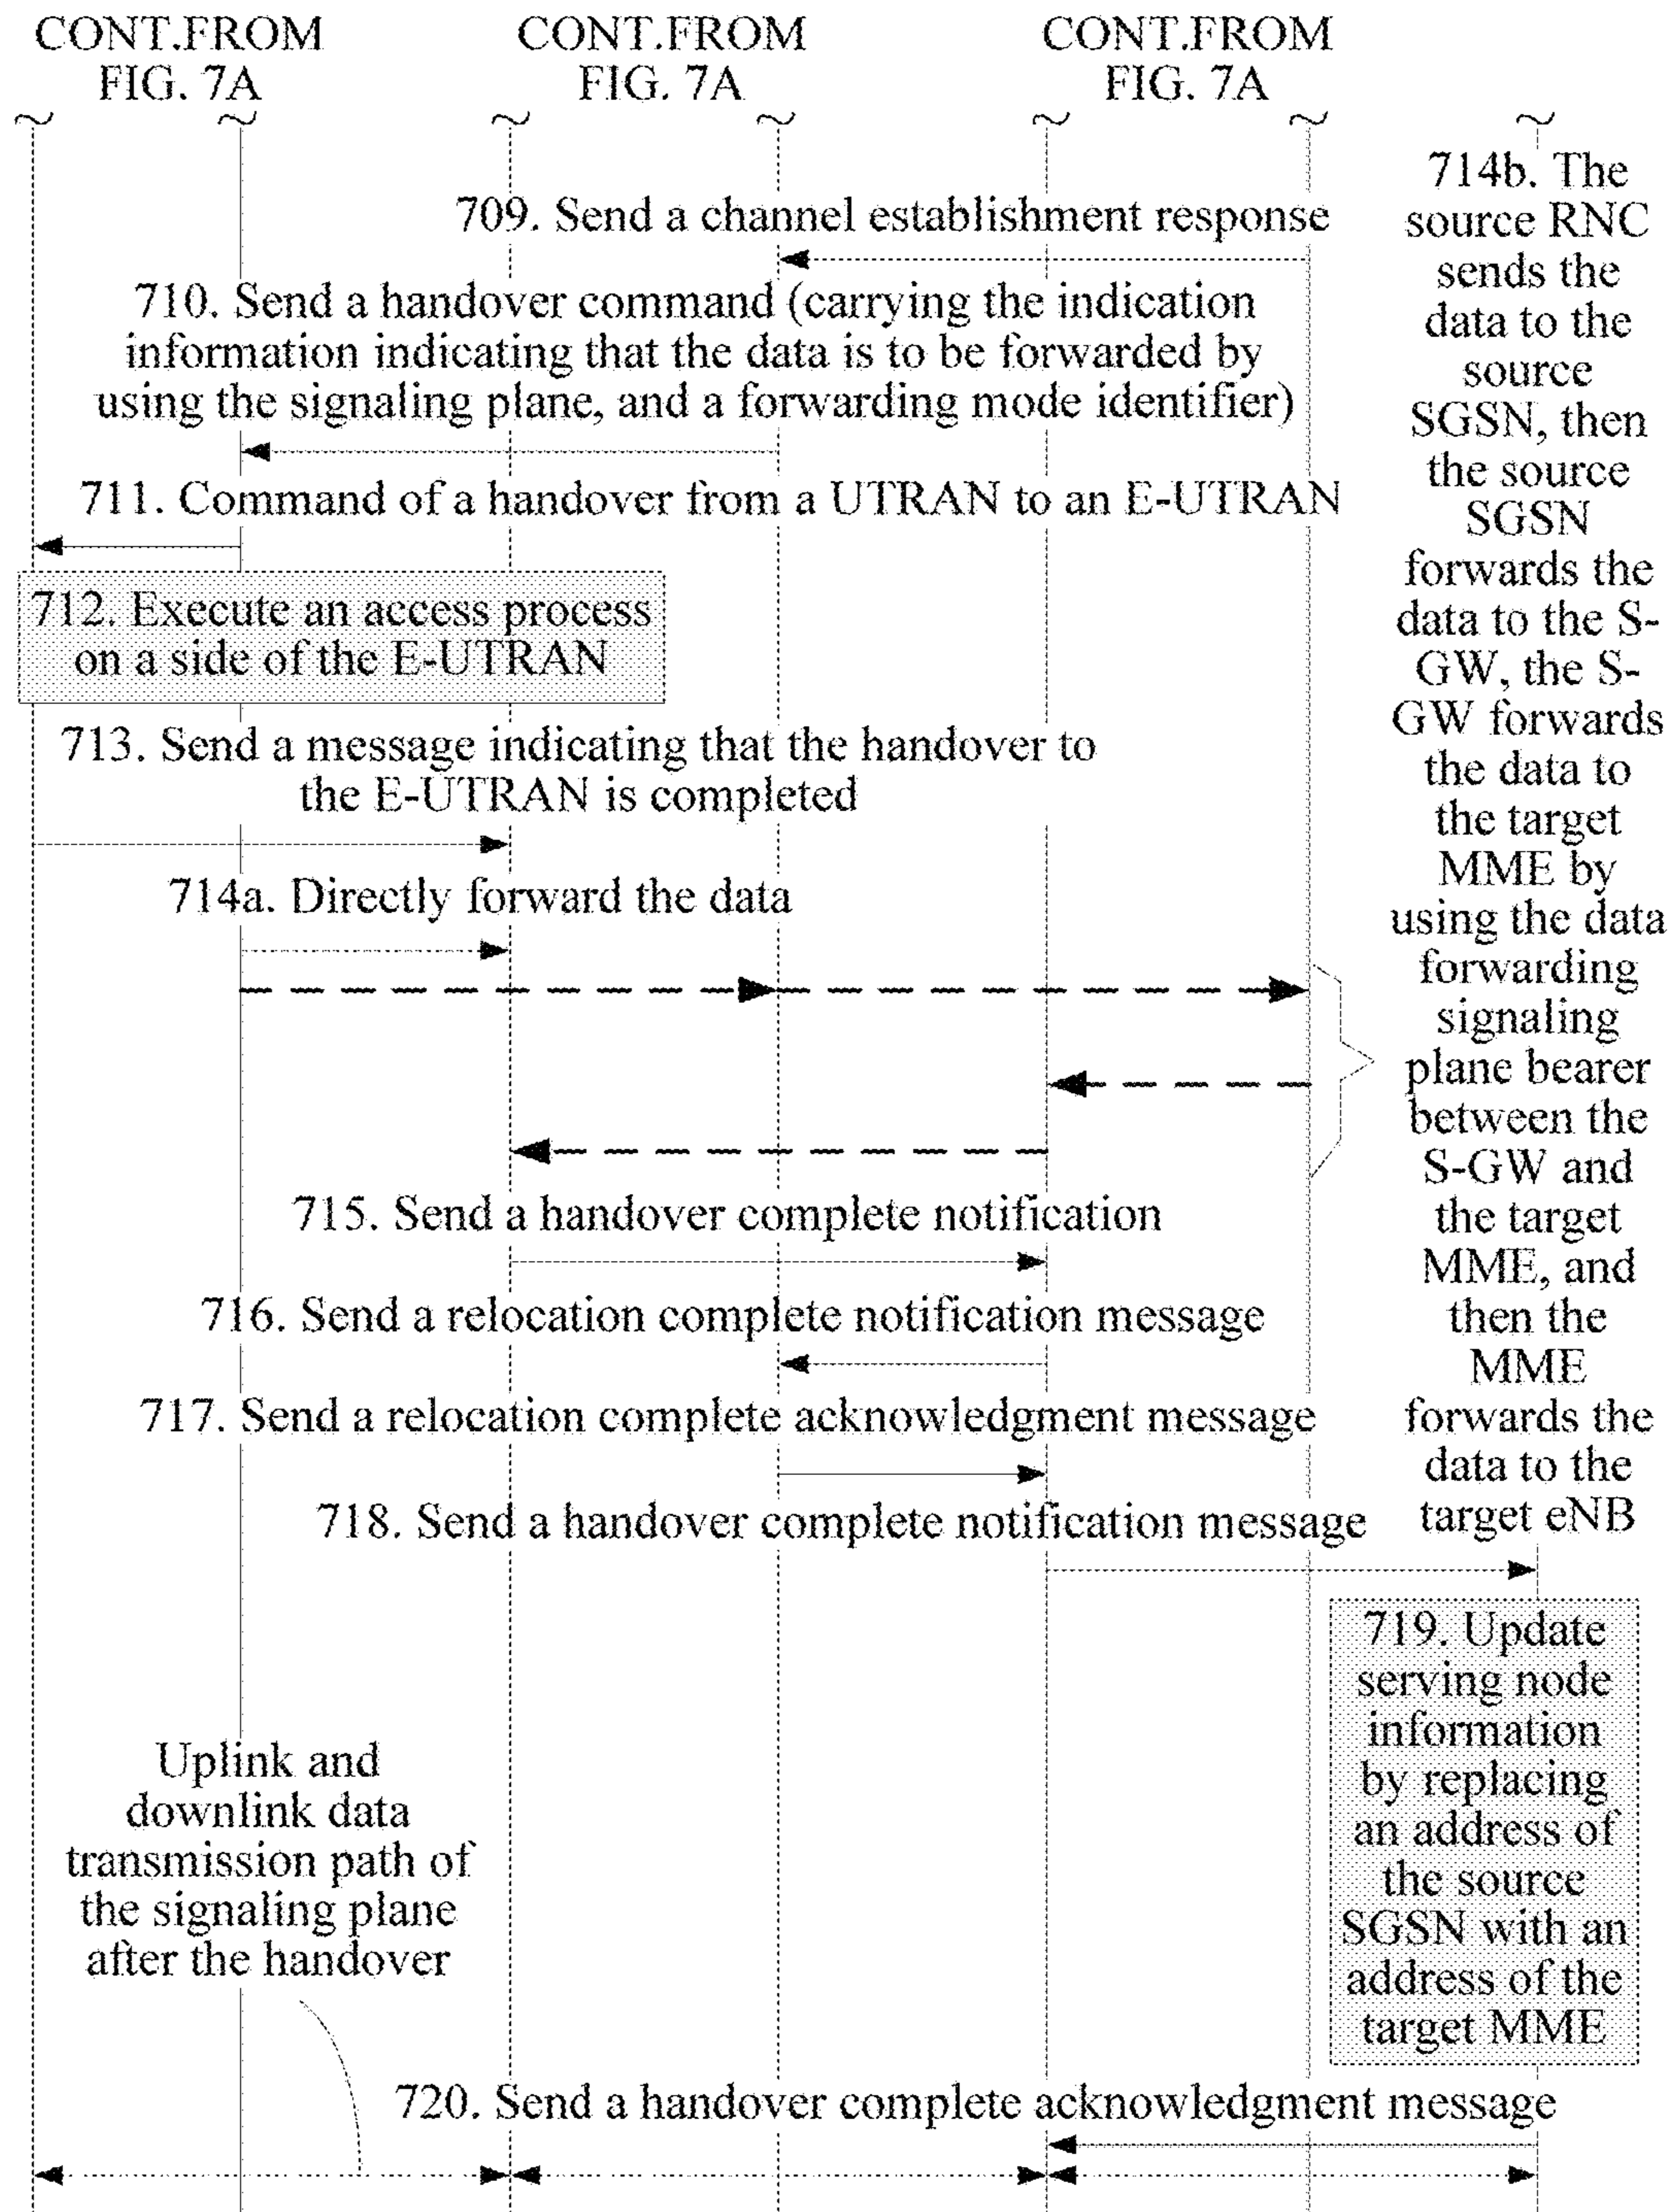 CONT.FROM
FIG. 7A
CONT.FROM
FIG. 7A
CONT.FROM
FIG. 7A
709. Send a channel establishment response
710. Send a handover command (carrying the indication
information indicating that the data is to be forwarded by
using the signaling plane, and a forwarding mode identifier)
711. Command of a handover from a UTRAN to an E-UTRAN
712. Execute an access process
on a side of the E-UTRAN
713. Send a message indicating that the handover to
the E-UTRAN is completed
714a. Directly forward the data
714b. The
source RNC
sends the
data to the
source
SGSN, then
the source
SGSN
forwards the
data to the S-
GW, the S-
GW forwards
the data to
the target
MME by
using the data
forwarding
signaling
plane bearer
between the
S-GW and
the target
MME, and
then the
MME
forwards the
data to the
target eNB
715. Send a handover complete notification
716. Send a relocation complete notification message
717. Send a relocation complete acknowledgment message
718. Send a handover complete notification message
719. Update
serving node
information
by replacing
an address of
the source
SGSN with an
address of the
target MME
Uplink and
downlink data
transmission path of
the signaling plane
after the handover
720. Send a handover complete acknowledgment message